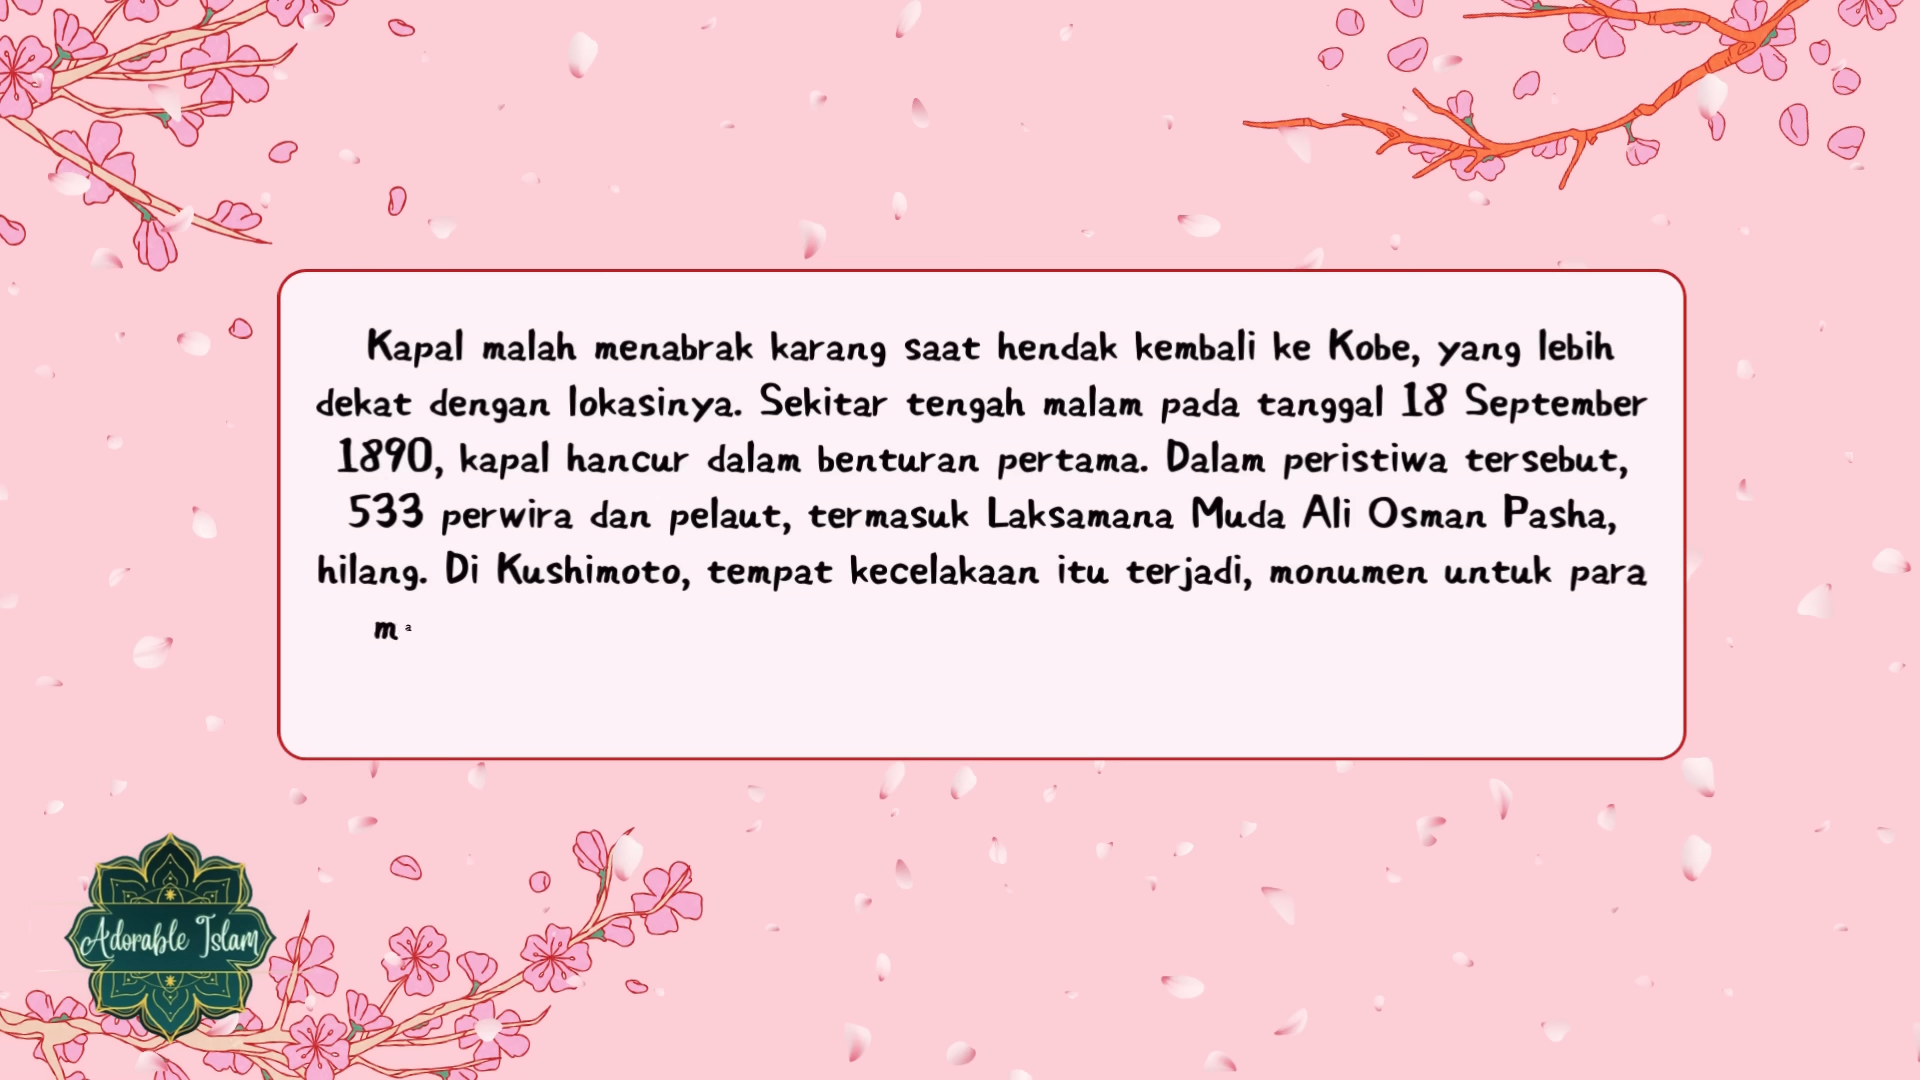 Kapal malah menabrak karang saat hendak kembali ke Kobe, yang lebih
dekat dengan lokasinya. Sekitar tengah malam pada tanggal 18 September
1890, kapal hancur dalam benturan pertama. Dalam peristiwa tersebut,
533 perwira dan pelaut, termasuk Laksamana Muda Ali Osman Pasha,
hilang. Di Kushimoto, tempat kecelakaan itu terjadi, monumen untuk para
m a
Adorable Islam